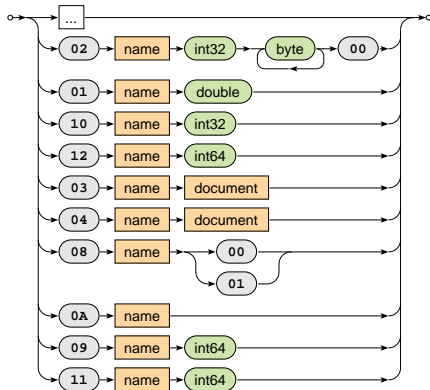 ...
02 name int32 byte 00
01 name double
10 name int32
12 name int64
03 name document
04 name document
08 name 00
01
0A name
09 name int64
11 name int64